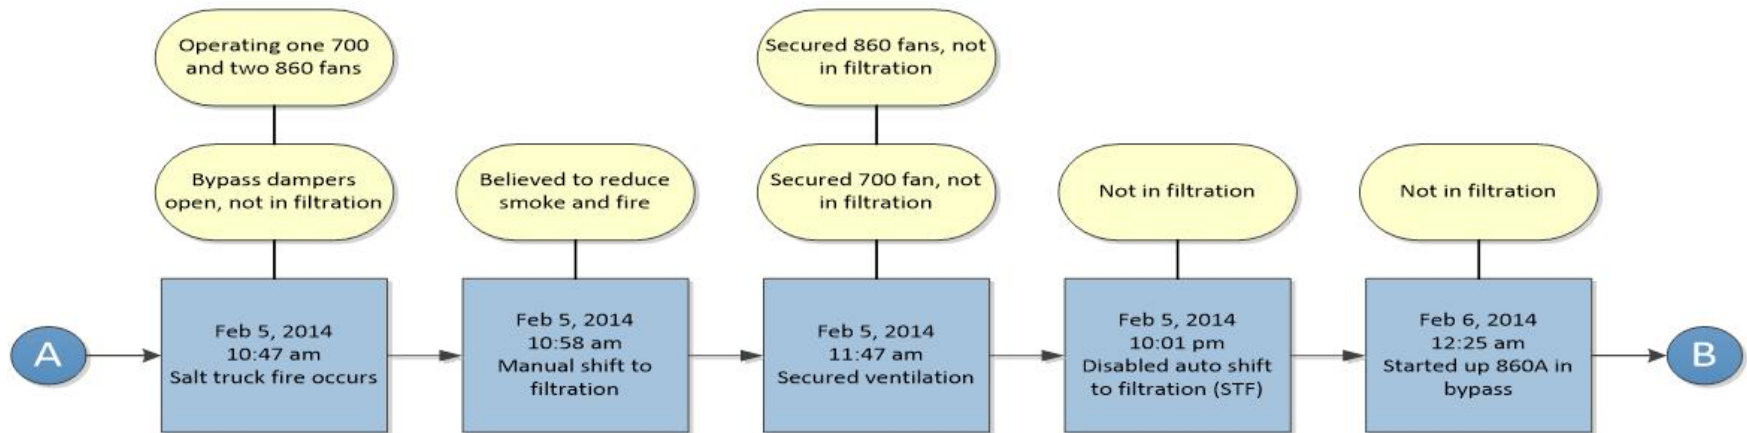 Operating one 700
and two 860 fans
Secured 860 fans, not
in filtration
Bypass dampers
open, not in filtration
Believed to reduce
smoke and fire
Secured 700 fan, not
in filtration
Not in filtration
Not in filtration
A
Feb 5, 2014
10:47 am
Salt truck fire occurs
Feb 5, 2014
10:58 am
Manual shift to
filtration
Feb 5, 2014
11:47 am
Secured ventilation
Feb 5, 2014
10:01 pm
Disabled auto shift
to filtration (STF)
Feb 6, 2014
12:25 am
Started up 860A in
bypass
B